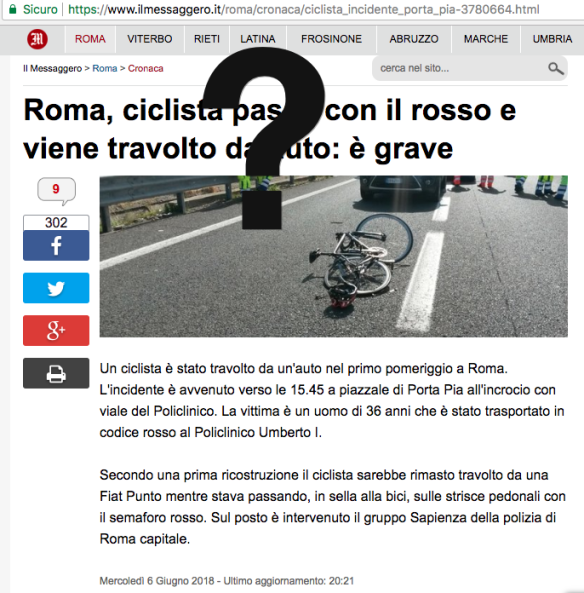 Sicuro https://www.ilmessaggero.it/roma/cronaca/ciclista_incidente_porta_pia-3780664.html
M ROMA VITERBO RIETI LATINA FROSINONE ABRUZZO MARCHE UMBRIA
Il Messaggero > Roma > Cronaca
cerca nel sito...
?
Roma, ciclista con il rosso e
viene travolto auto: è grave
9
302
f
g+
Un ciclista è stato travolto da un'auto nel primo pomeriggio a Roma.
L'incidente è avvenuto verso le 15.45 a piazzale di Porta Pia all'incrocio con
viale del Policlinico. La vittima è un uomo di 36 anni che è stato trasportato in
codice rosso al Policlinico Umberto I.
Secondo una prima ricostruzione il ciclista sarebbe rimasto travolto da una
Fiat Punto mentre stava passando, in sella alla bici, sulle strisce pedonali con
il semaforo rosso. Sul posto è intervenuto il gruppo Sapienza della polizia di
Roma capitale.
Mercoledì 6 Giugno 2018 - Ultimo aggiornamento: 20:21